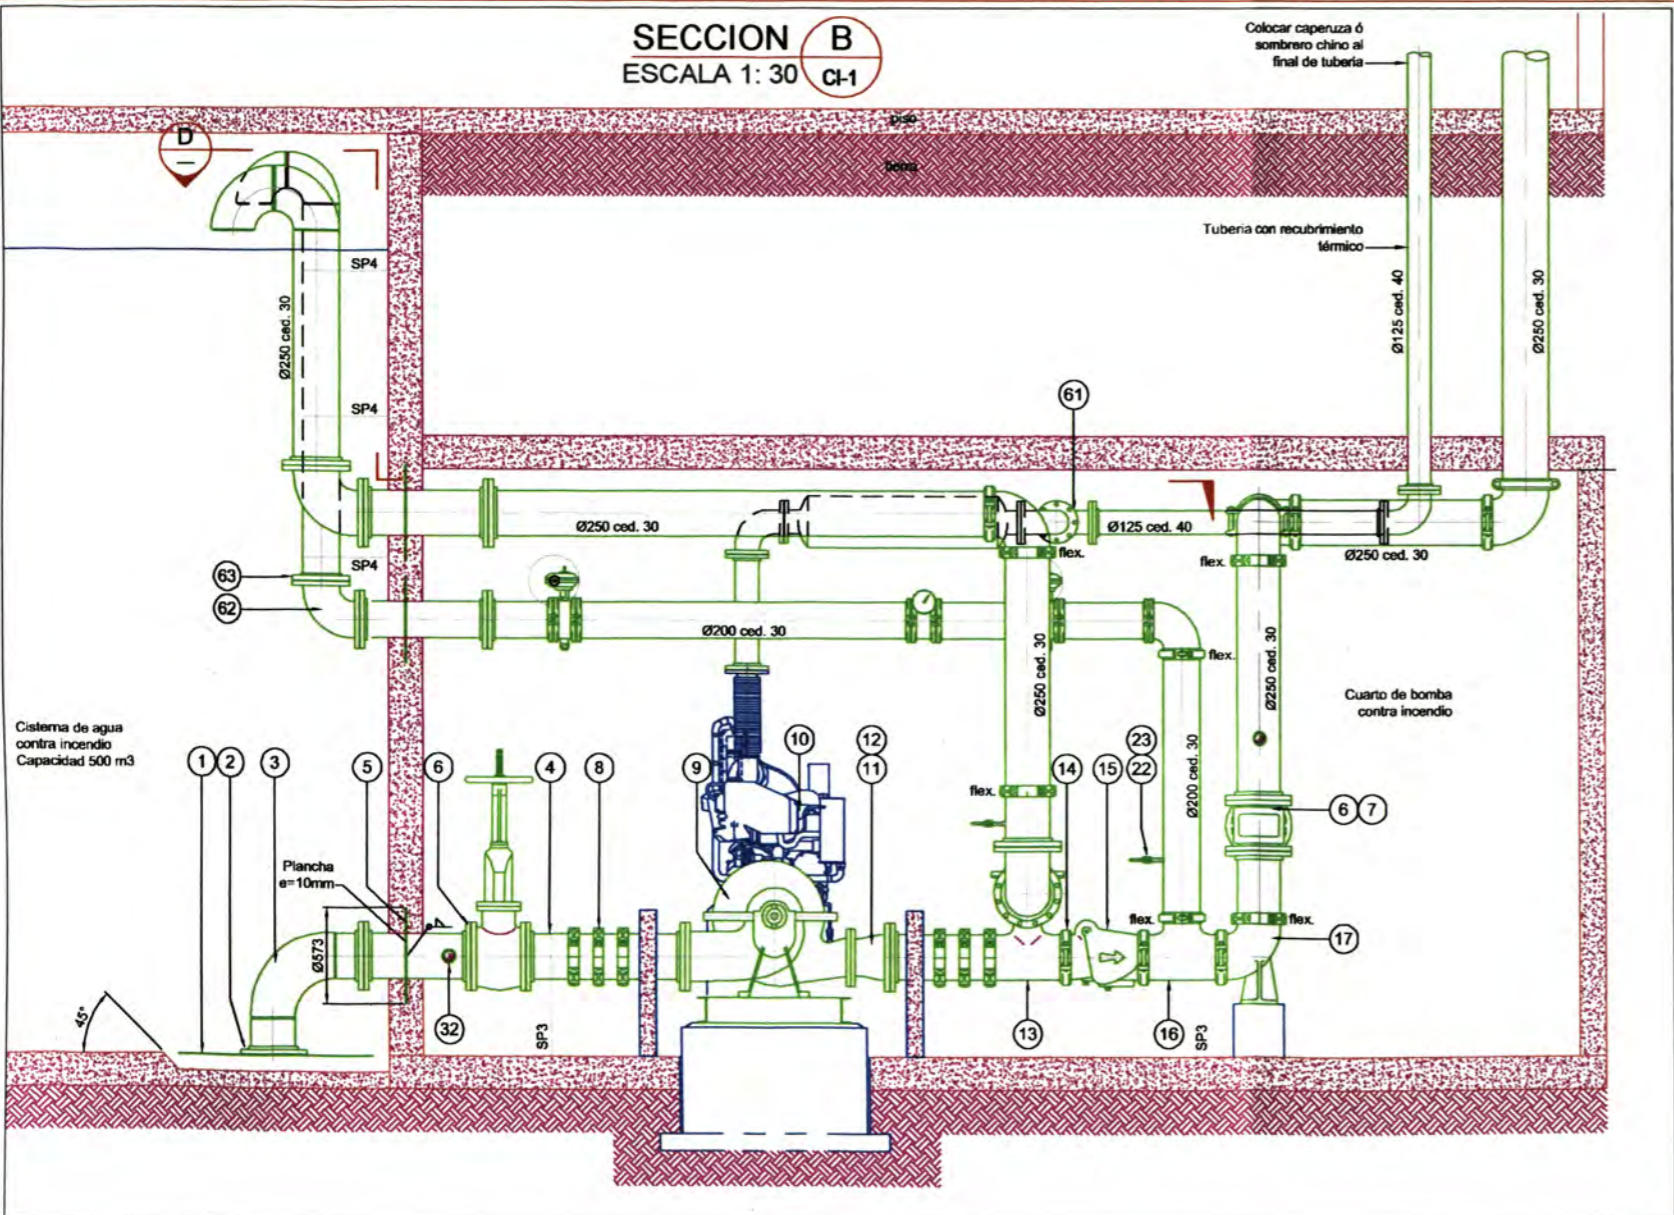 SECCION
ESCALA 1: 30
B
CI-1
Colocar caperuza ó
sombrero chino al
final de tuberia
piso
tierra
D
Tuberia con recubrimiento
térmico
SP4
Ø250 ced. 30
SP4
Ø125 ced. 40
Ø250 ced. 30
61
Ø250 ced. 30
Ø125 ced. 40
Ø250 ced. 30
flex.
flex.
SP4
63
62
Ø200 ced. 30
flex.
Ø250 ced. 30
Ø250 ced. 30
Cuarto de bomba
contra incendio
Cisterna de agua
contra incendio
Capacidad 500 m3
1
2
3
5
6
4
8
9
10
12
11
14
15
23
22
Ø200 ced. 30
flex.
6
7
Plancha
e=10mm
Ø573
flex.
flex.
17
45°
32
SP3
13
16
SP3